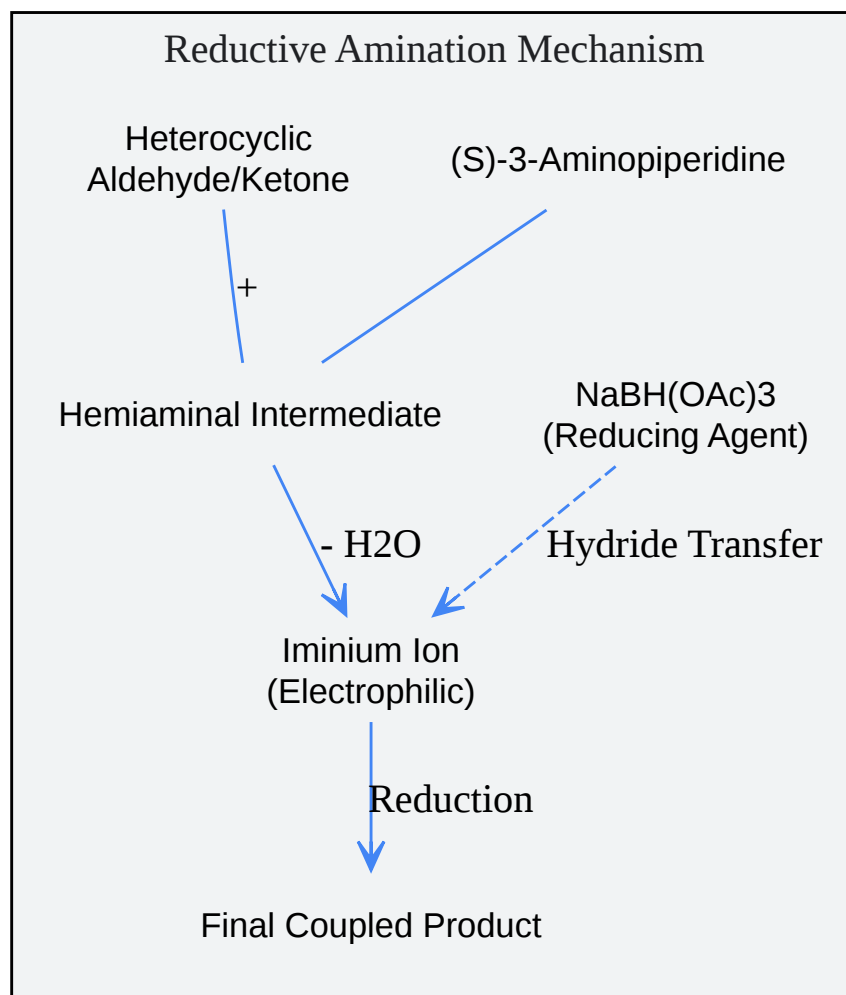 Reductive Amination Mechanism
Heterocyclic
Aldehyde/Ketone
(S)-3-Aminopiperidine
+
Hemiaminal Intermediate
NaBH(OAc)3
(Reducing Agent)
- H2O
Hydride Transfer
Iminium Ion
(Electrophilic)
Reduction
Final Coupled Product